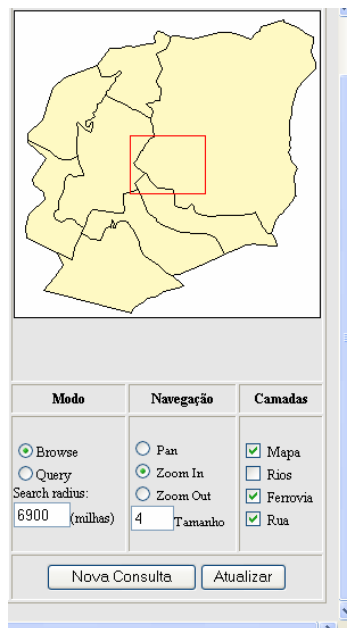 Modo Navegação Camadas
Browse
Query
Search radius:
6900 (milhas)
Pan
Zoom In
Zoom Out
4 Tamanho
Mapa
Rios
Ferrovia
Rua
Nova Consulta Atualizar